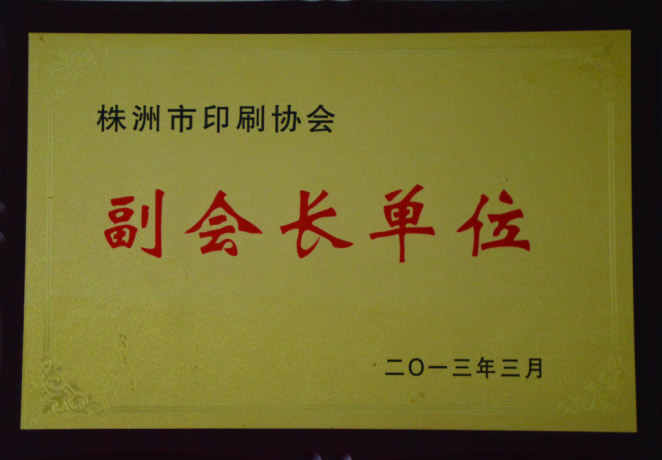 株洲市印刷协会
副会长单位
二〇一三年三月